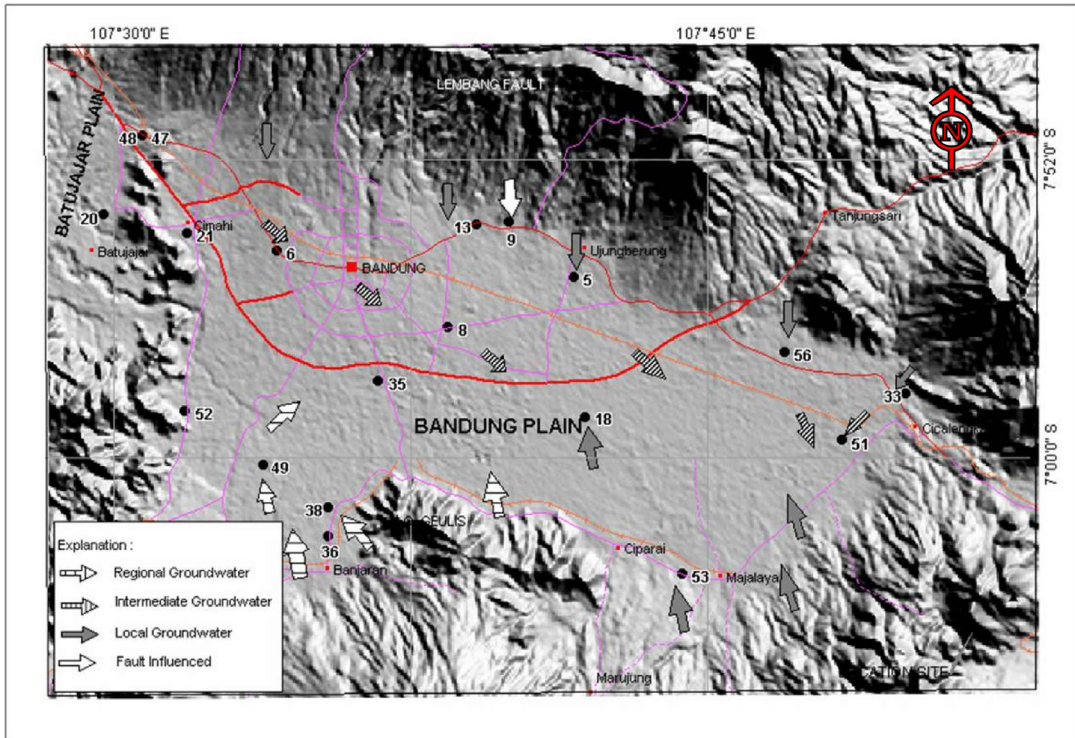 107°30'0" E
107°45'0" E
LEMBANG FAULT
BATUJAJAR PLAIN
48
47
N
7°52'0" S
20
21
Cimahi
Batujajar
6
BANDUNG
13
9
Ujungberung
5
Tanjungsari
8
56
35
33
52
BANDUNG PLAIN
18
51
Cicalengka
49
7°00'0" S
38
36
Banjaran
Ciparai
53
Majalaya
Marujung
Explanation :
Regional Groundwater
Intermediate Groundwater
Local Groundwater
Fault Influenced